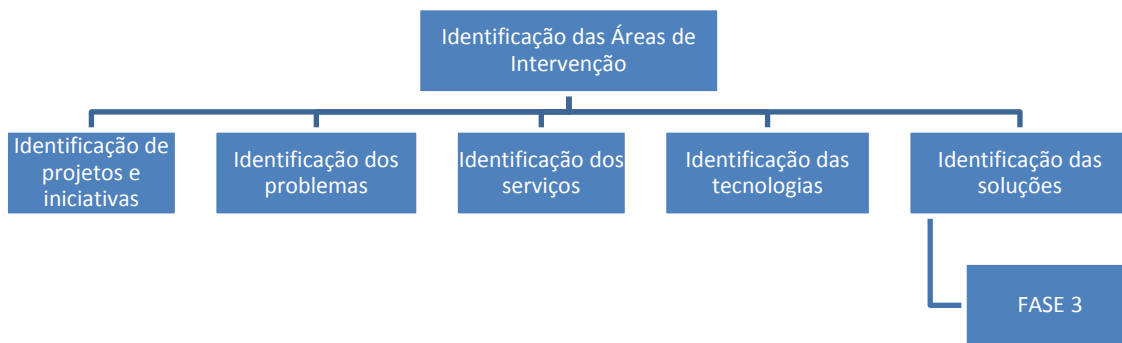 Identificação das Áreas de
Intervenção
Identificação de
projetos e
iniciativas
Identificação dos
problemas
Identificação dos
serviços
Identificação das
tecnologias
Identificação das
soluções
FASE 3